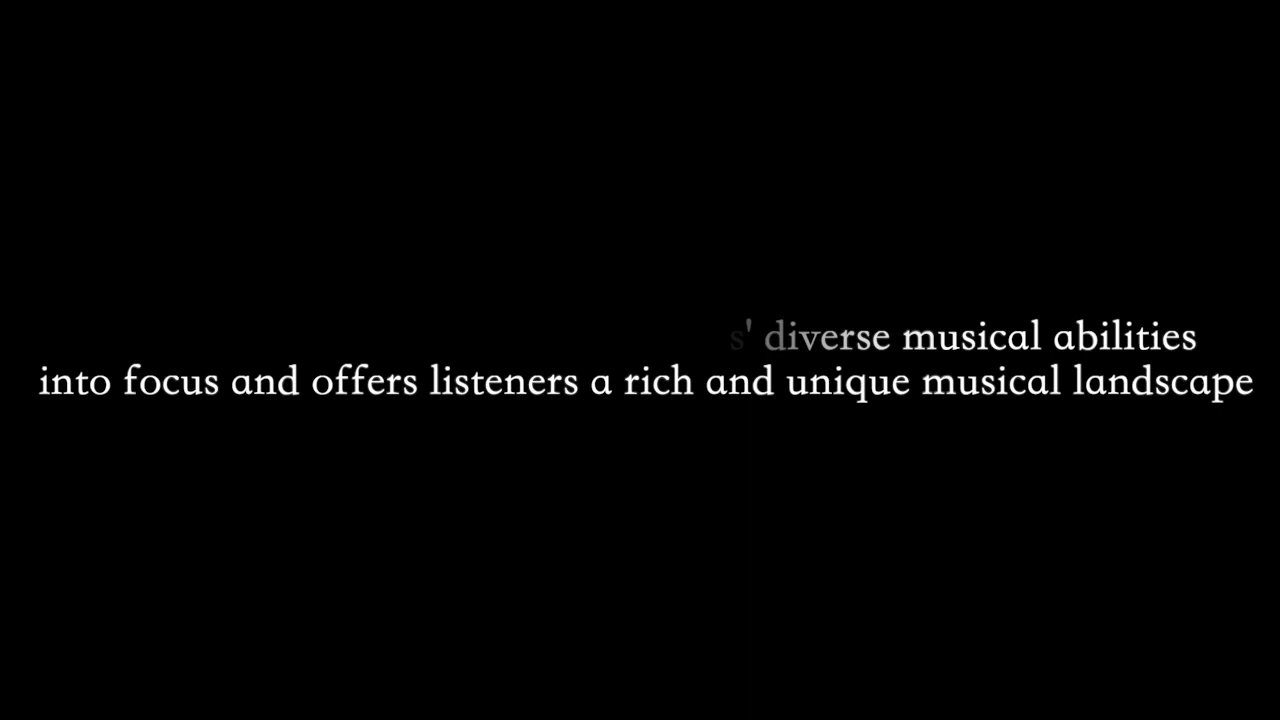 s' diverse musical abilities
into focus and offers listeners a rich and unique musical landscape